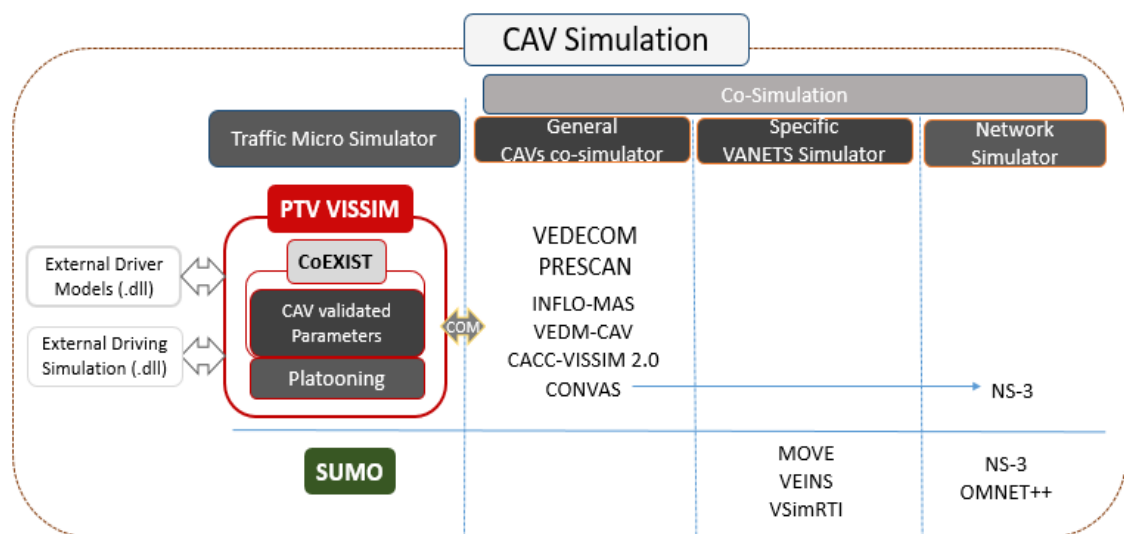 CAV Simulation
Co-Simulation
Traffic Micro Simulator
General
CAVs co-simulator
Specific
VANETS Simulator
Network
Simulator
PTV VISSIM
CoEXIST
CAV validated
Parameters
Platooning
External Driver
Models (.dll)
External Driving
Simulation (.dll)
COM
VEDECOM
PRESCAN
INFLO-MAS
VEDM-CAV
CACC-VISSIM 2.0
CONVAS
NS-3
SUMO
MOVE
VEINS
VSimRTI
NS-3
OMNET++